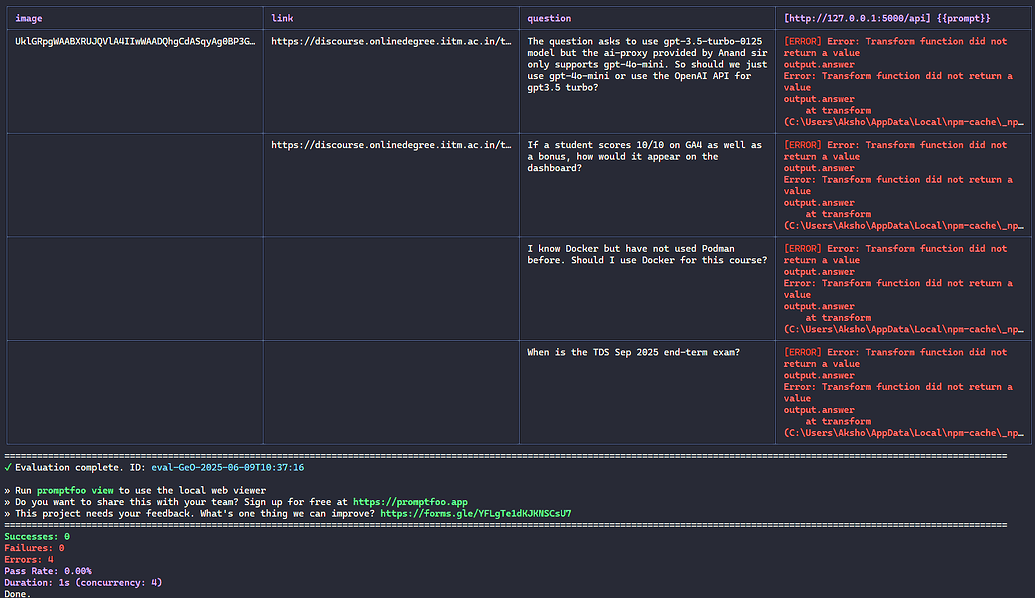 image link question [http://127.0.0.1:5000/api] {{prompt}}
UklGRpgWAABXRUJQVlA4IIwWAADQhgCdASqyAg0BP3G…
https://discourse.onlinedegree.iitm.ac.in/t…
The question asks to use gpt-3.5-turbo-0125
model but the ai-proxy provided by Anand sir
only supports gpt-4o-mini. So should we just
use gpt-4o-mini or use the OpenAI API for
gpt3.5 turbo?
[ERROR] Error: Transform function did not
return a value
output.answer
Error: Transform function did not return a
value
output.answer
at transform
(C:\Users\Aksho\AppData\Local\npm-cache\_np…
https://discourse.onlinedegree.iitm.ac.in/t…
If a student scores 10/10 on GA4 as well as
a bonus, how would it appear on the
dashboard?
[ERROR] Error: Transform function did not
return a value
output.answer
Error: Transform function did not return a
value
output.answer
at transform
(C:\Users\Aksho\AppData\Local\npm-cache\_np…
I know Docker but have not used Podman
before. Should I use Docker for this course?
[ERROR] Error: Transform function did not
return a value
output.answer
Error: Transform function did not return a
value
output.answer
at transform
(C:\Users\Aksho\AppData\Local\npm-cache\_np…
When is the TDS Sep 2025 end-term exam?
[ERROR] Error: Transform function did not
return a value
output.answer
Error: Transform function did not return a
value
output.answer
at transform
(C:\Users\Aksho\AppData\Local\npm-cache\_np…
✓ Evaluation complete. ID: eval-GeO-2025-06-09T10:37:16
» Run promptfoo view to use the local web viewer
» Do you want to share this with your team? Sign up for free at https://promptfoo.app
» This project needs your feedback. What's one thing we can improve? https://forms.gle/YFLgTe1dKJKNSCsU7
Successes: 0
Failures: 0
Errors: 4
Pass Rate: 0.00%
Duration: 1s (concurrency: 4)
Done.